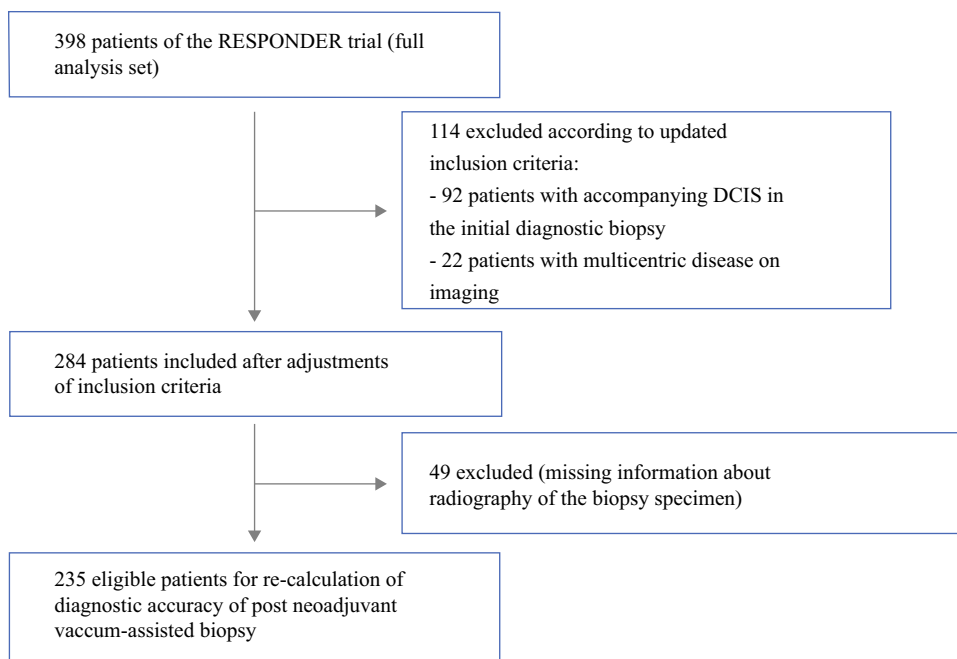 398 patients of the RESPONDER trial (full
analysis set)
114 excluded according to updated
inclusion criteria:
- 92 patients with accompanying DCIS in
the initial diagnostic biopsy
- 22 patients with multicentric disease on
imaging
284 patients included after adjustments
of inclusion criteria
49 excluded (missing information about
radiography of the biopsy specimen)
235 eligible patients for re-calculation of
diagnostic accuracy of post neoadjuvant
vaccum-assisted biopsy